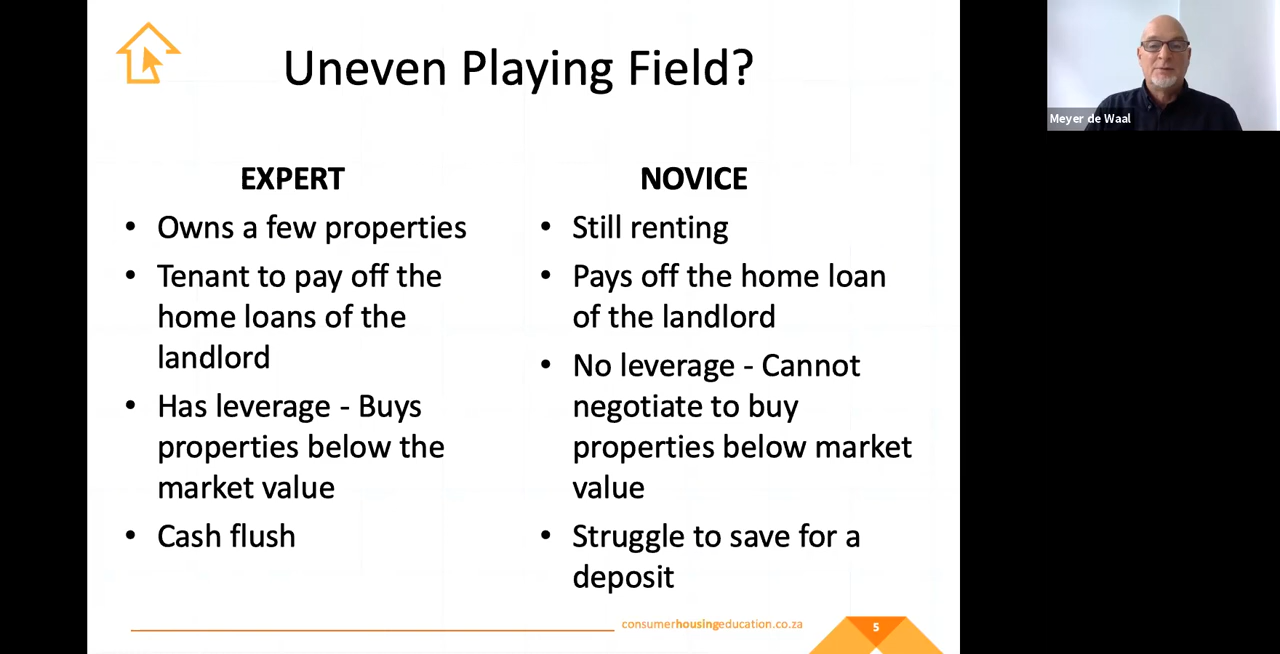 Uneven Playing Field?
EXPERT
• Owns a few properties
• Tenant to pay off the
home loans of the
landlord
• Has leverage - Buys
properties below the
market value
• Cash flush
NOVICE
• Still renting
• Pays off the home loan
of the landlord
• No leverage - Cannot
negotiate to buy
properties below market
value
• Struggle to save for a
deposit
consumerhousingeducation.co.za
5
Meyer de Waal